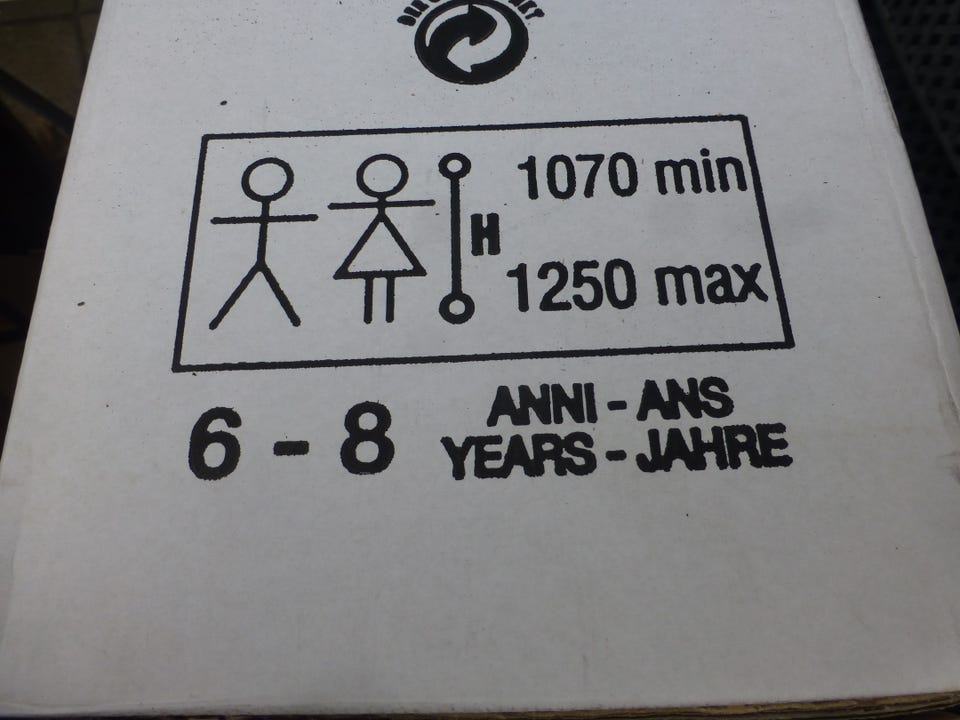 1070 min
H
1250 max
6 - 8
ANNI - ANS
YEARS - JAHRE